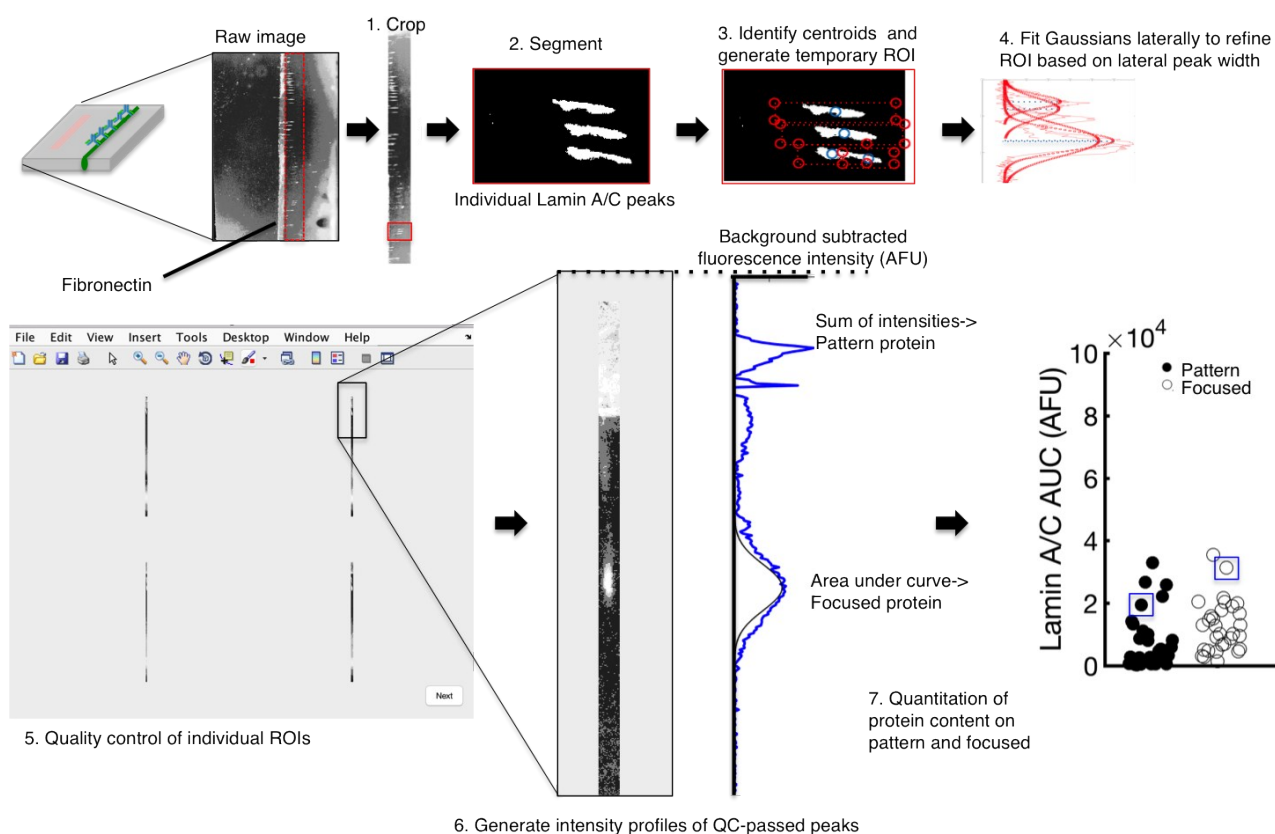 Raw image
1. Crop
2. Segment
3. Identify centroids and
generate temporary ROI
4. Fit Gaussians laterally to refine
ROI based on lateral peak width
Individual Lamin A/C peaks
Fibronectin
Background subtracted
fluorescence intensity (AFU)
File Edit View Insert Tools Desktop Window Help
Next
5. Quality control of individual ROIs
Sum of intensities->
Pattern protein
Area under curve->
Focused protein
6. Generate intensity profiles of QC-passed peaks
7. Quantitation of
protein content on
pattern and focused
×10⁴
10
8
6
4
2
0
Lamin A/C AUC (AFU)
Pattern
Focused